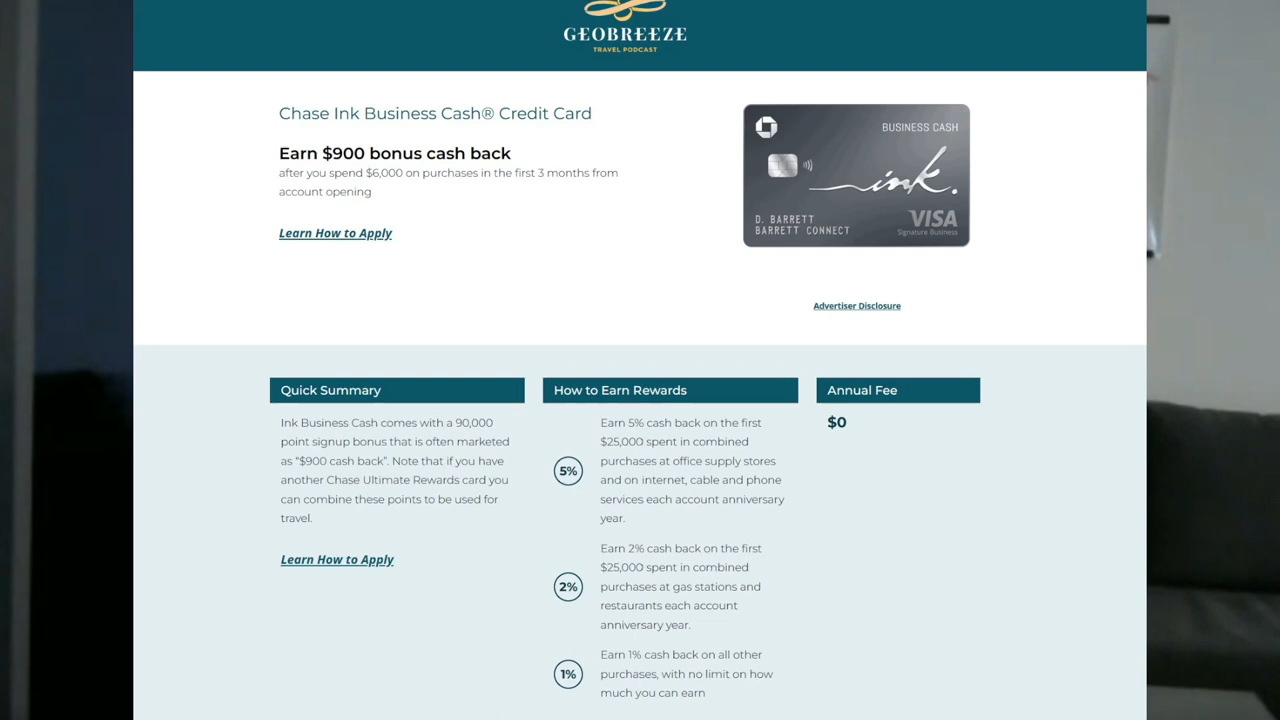 GEOBREEZE
TRAVEL PODCAST
Chase Ink Business Cash® Credit Card
Earn $900 bonus cash back
after you spend $6,000 on purchases in the first 3 months from
account opening
Learn How to Apply
BUSINESS CASH
ink.
D. BARRETT
BARRETT CONNECT
VISA
Signature Business
Advertiser Disclosure
Quick Summary
Ink Business Cash comes with a 90,000
point signup bonus that is often marketed
as “$900 cash back”. Note that if you have
another Chase Ultimate Rewards card you
can combine these points to be used for
travel.
Learn How to Apply
How to Earn Rewards
5%
Earn 5% cash back on the first
$25,000 spent in combined
purchases at office supply stores
and on internet, cable and phone
services each account anniversary
year.
2%
Earn 2% cash back on the first
$25,000 spent in combined
purchases at gas stations and
restaurants each account
anniversary year.
1%
Earn 1% cash back on all other
purchases, with no limit on how
much you can earn
Annual Fee
$0